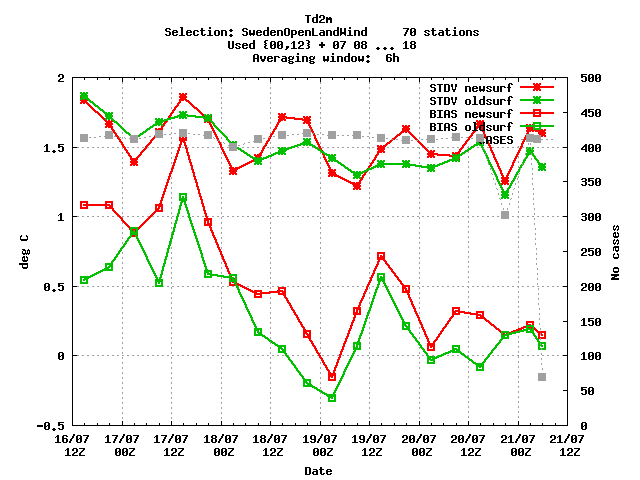 Td2m
Selection: SwedenOpenLandWind 70 stations
Used {00,12} + 07 08 ... 18
Averaging window: 6h
2 500
STDV newsurf
STDV oldsurf 450
BIAS newsurf
BIAS oldsurf
CASES
1.5 400
350
1 300
deg C No cases
250
0.5 200
150
0 100
50
-0.5 0
16/07 17/07 17/07 18/07 18/07 19/07 19/07 20/07 20/07 21/07 21/07
12Z 00Z 12Z 00Z 12Z 00Z 12Z 00Z 12Z 00Z 12Z
Date